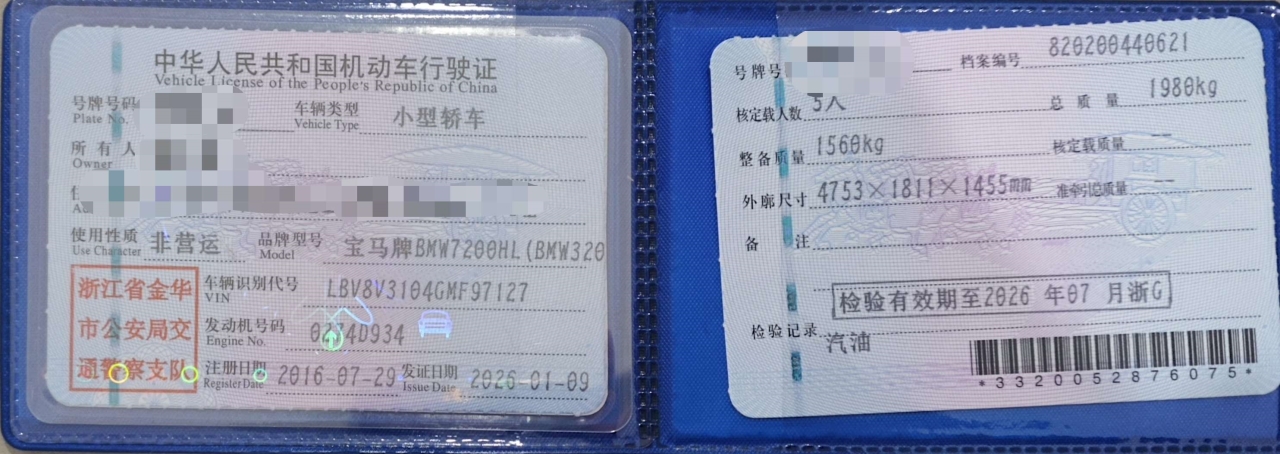 中华人民共和国机动车行驶证
Vehicle License of the People's Republic of China
号牌号码
Plate No.
车辆类型 小型轿车
Vehicle Type
所有人
Owner
使用性质 非营运 品牌型号 宝马牌BMW7200HL(BMW320
Use Character Model
浙江省金华
市公安局交
通警察支队
车辆识别代号 LBV8V3104GMF97127
VIN
发动机号码 0234D934
Engine No.
注册日期 2016-07-29 发证日期 2026-01-09
Register Date Issue Date
号牌号 档案编号 820200440621
核定载人数 5人 总质量 1980kg
整备质量 1560kg 核定载质量 --
外廓尺寸 4753×1811×1455mm 准牵引总质量 --
备注
检验有效期至2026 年07 月浙G
检验记录
汽油
*3320052876075*